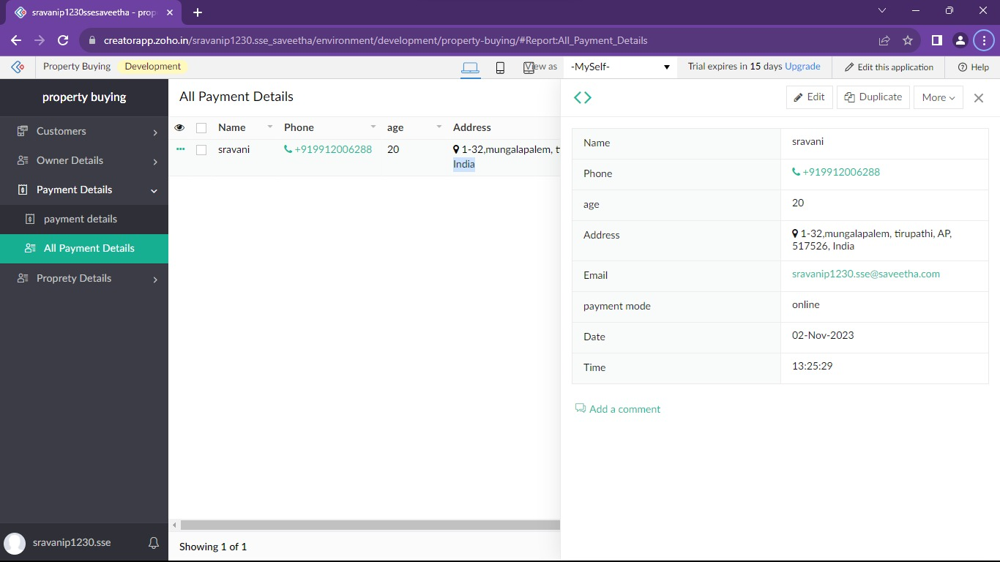 sravanip1230ssesaveetha - prop
creatorapp.zoho.in/sravanip1230.sse_saveetha/environment/development/property-buying/#Report:All_Payment_Details
Property Buying Development View as -MySelf- Trial expires in 15 days Upgrade Edit this application Help
property buying
Customers
Owner Details
Payment Details
payment details
All Payment Details
Proprety Details
sravanip1230.sse
All Payment Details
Name Phone age Address
sravani +919912006288 20 1-32,mungalapalem, t
India
Showing 1 of 1
Edit Duplicate More
Name sravani
Phone +919912006288
age 20
Address 1-32,mungalapalem, tirupathi, AP,
517526, India
Email sravanip1230.sse@saveetha.com
payment mode online
Date 02-Nov-2023
Time 13:25:29
Add a comment